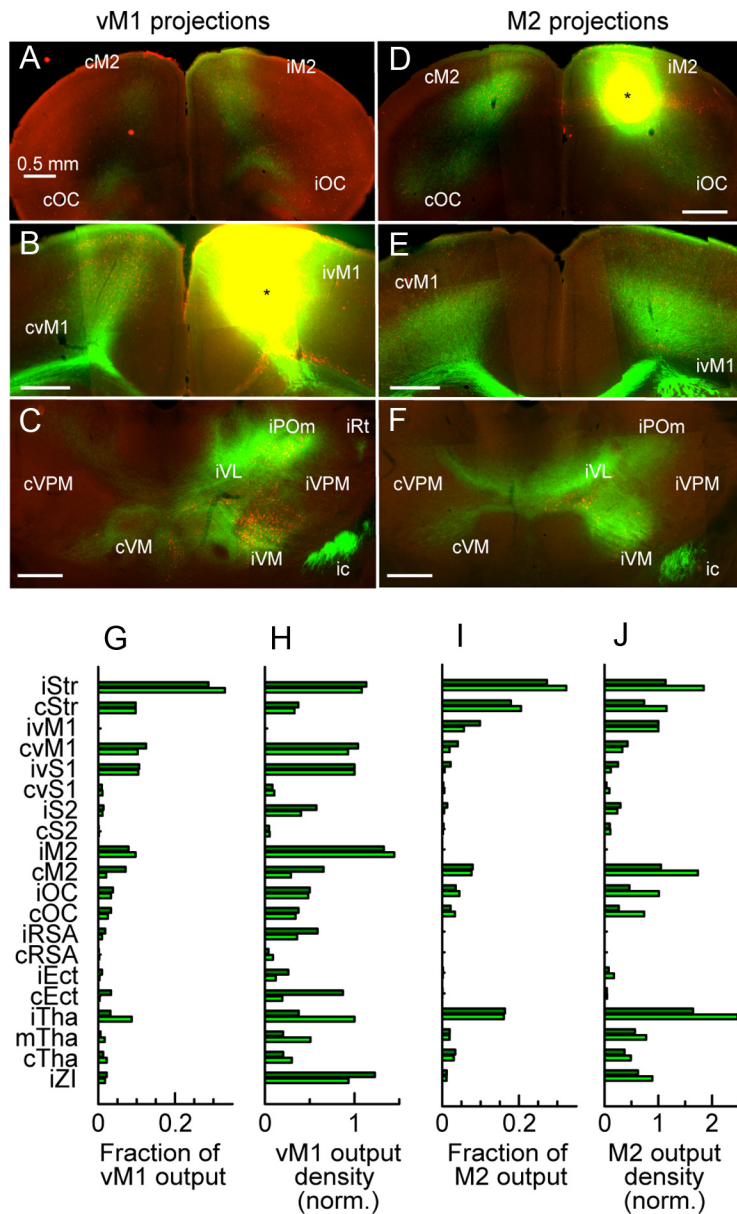 vM1 projections
M2 projections
A
cM2
iM2
0.5 mm
cOC
iOC
D
cM2
iM2
*
cOC
iOC
B
cvM1
ivM1
*
E
cvM1
ivM1
C
iPOm
iRt
cVPM
iVL
iVPM
cVM
iVM
ic
F
iPOm
cVPM
iVL
iVPM
cVM
iVM
ic
G
H
I
J
iStr
cStr
ivM1
cvM1
ivS1
cvS1
iS2
cS2
iM2
cM2
iOC
cOC
iRSA
cRSA
iEct
cEct
iTha
mTha
cTha
iZI
0 0.2
Fraction of
vM1 output
0 1
vM1 output
density
(norm.)
0 0.2
Fraction of
M2 output
0 1 2
M2 output
density
(norm.)